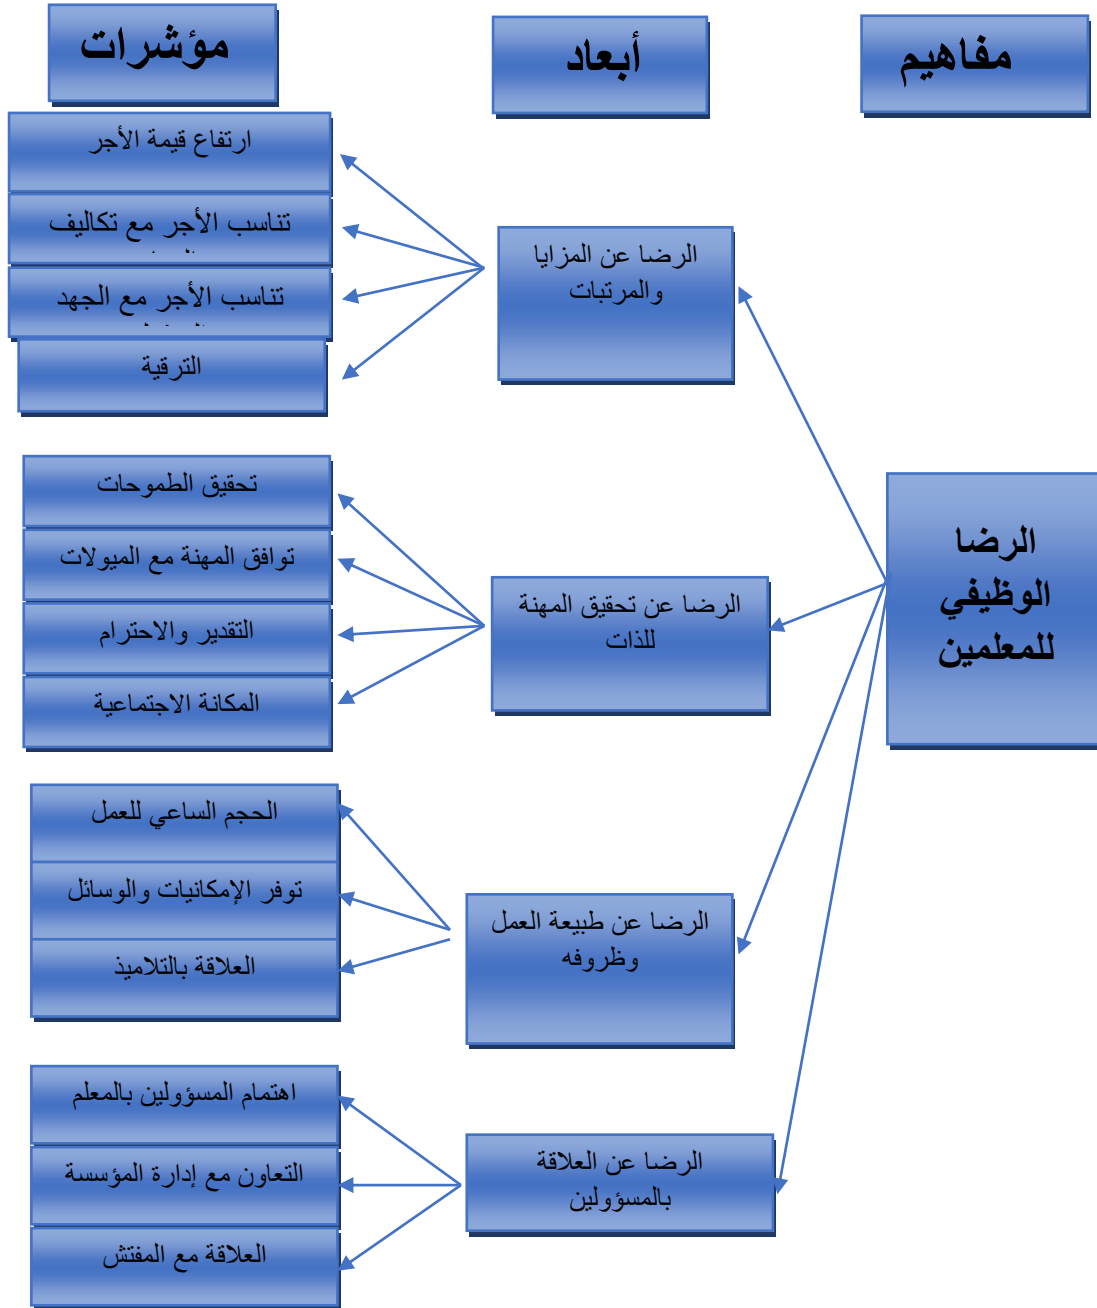 مفاهيم
أبعاد
مؤشرات
الرضا
الوظيفي
للمعلمين
الرضا عن المزايا
والمرتبات
ارتفاع قيمة الأجر
تناسب الأجر مع تكاليف
تناسب الأجر مع الجهد
الترقية
الرضا عن تحقيق المهنة
للذات
تحقيق الطموحات
توافق المهنة مع الميولات
التقدير والاحترام
المكانة الاجتماعية
الرضا عن طبيعة العمل
وظروفه
الحجم الساعي للعمل
توفر الإمكانيات والوسائل
العلاقة بالتلاميذ
الرضا عن العلاقة
بالمسؤولين
اهتمام المسؤولين بالمعلم
التعاون مع إدارة المؤسسة
العلاقة مع المفتش